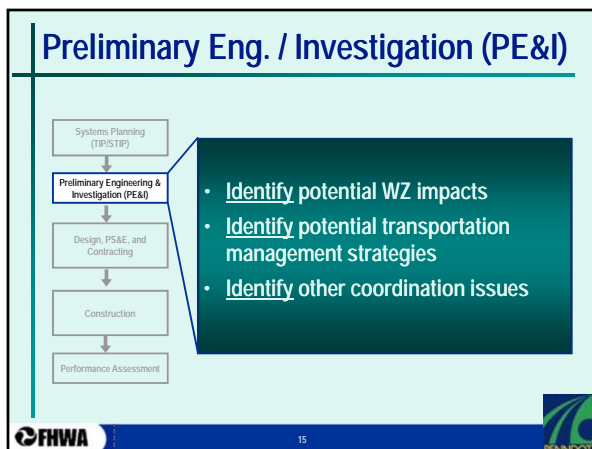 Preliminary Eng. / Investigation (PE&I)
Systems Planning
(TIP/STIP)
Preliminary Engineering &
Investigation (PE&I)
Design, PS&E, and
Contracting
Construction
Performance Assessment
• Identify potential WZ impacts
• Identify potential transportation
management strategies
• Identify other coordination issues
FHWA
15